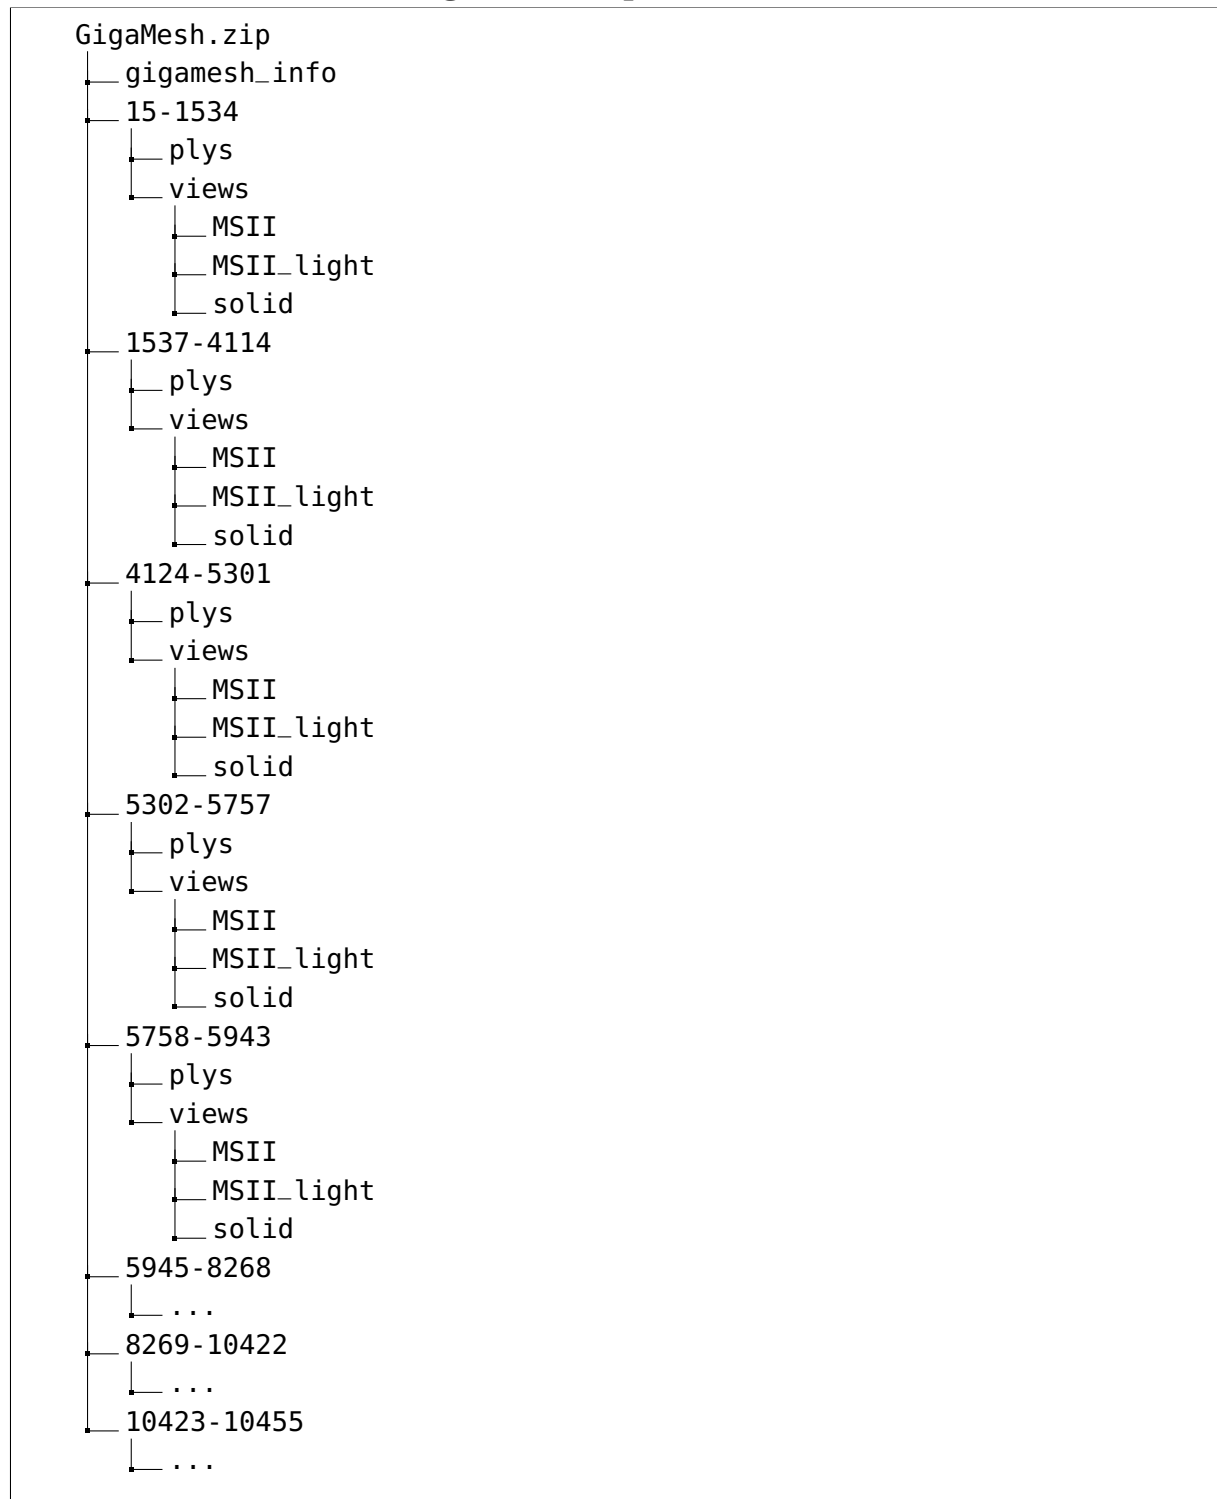 GigaMesh.zip
gigamesh_info
15-1534
plys
views
MSII
MSII_light
solid
1537-4114
plys
views
MSII
MSII_light
solid
4124-5301
plys
views
MSII
MSII_light
solid
5302-5757
plys
views
MSII
MSII_light
solid
5758-5943
plys
views
MSII
MSII_light
solid
5945-8268
...
8269-10422
...
10423-10455
...